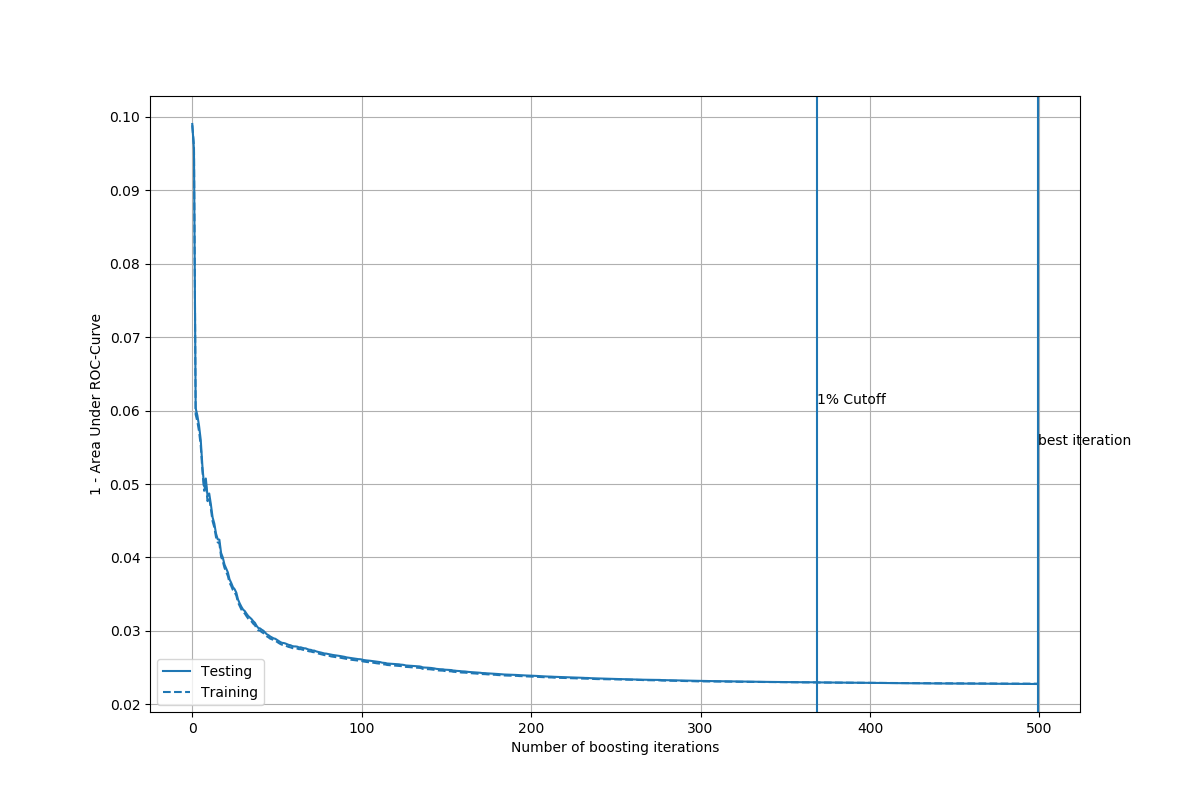 0.10
0.09
0.08
0.07
0.06
0.05
0.04
0.03
0.02
1 - Area Under ROC-Curve
1% Cutoff
best iteration
Testing
Training
0
100
200
300
400
500
Number of boosting iterations